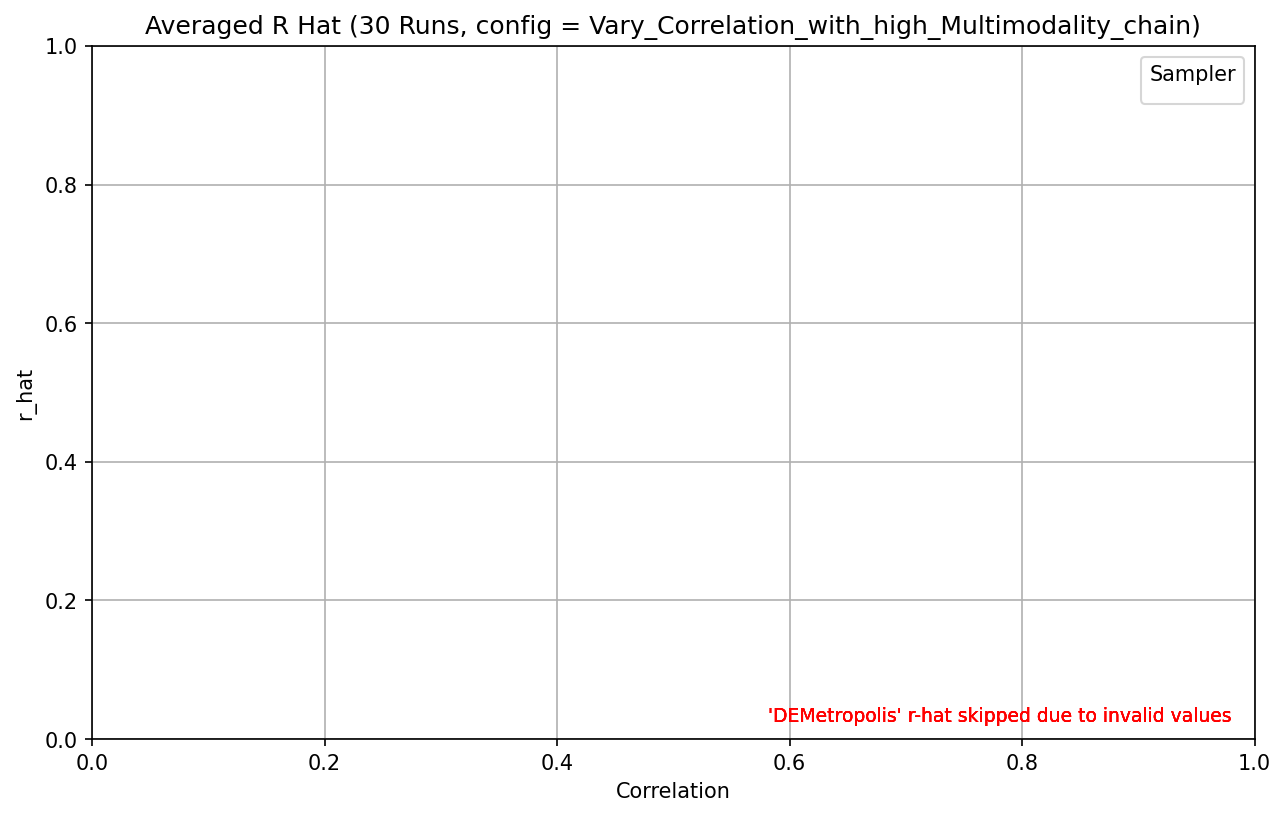 Averaged R Hat (30 Runs, config = Vary_Correlation_with_high_Multimodality_chain)
Sampler
r_hat
1.0
0.8
0.6
0.4
0.2
0.0
'DEMetropolis' r-hat skipped due to invalid values
0.0 0.2 0.4 0.6 0.8 1.0
Correlation